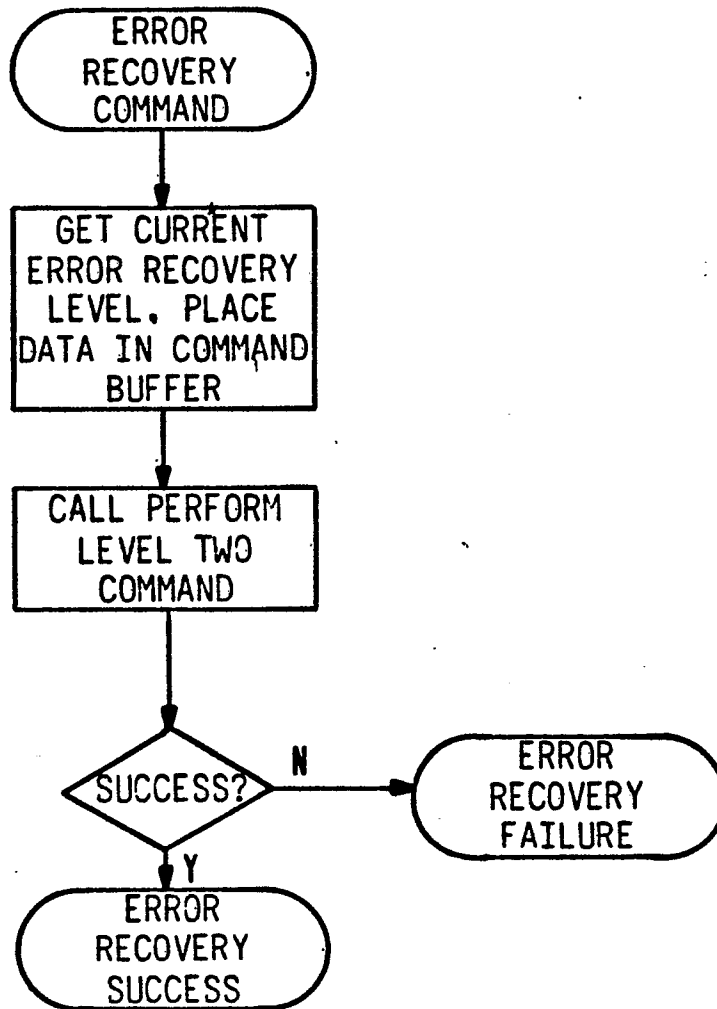 ERROR
RECOVERY
COMMAND
GET CURRENT
ERROR RECOVERY
LEVEL. PLACE
DATA IN COMMAND
BUFFER
CALL PERFORM
LEVEL TWO
COMMAND
SUCCESS?
N
ERROR
RECOVERY
FAILURE
Y
ERROR
RECOVERY
SUCCESS